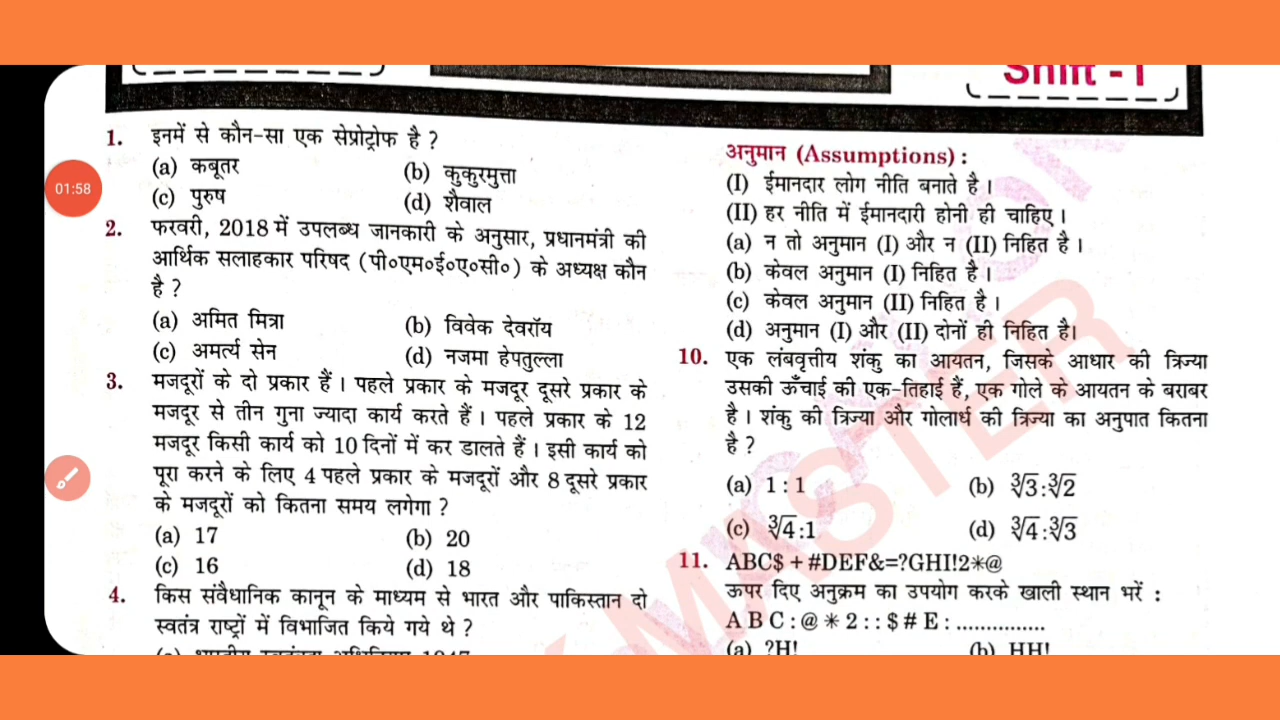 Shift - 1
1. इनमें से कौन-सा एक सेप्रोट्रोफ है ?
(a) कबूतर (b) कुकुरमुत्ता
(c) पुरुष (d) शैवाल
2. फरवरी, 2018 में उपलब्ध जानकारी के अनुसार, प्रधानमंत्री की
आर्थिक सलाहकार परिषद (पी०एम०ई०ए०सी०) के अध्यक्ष कौन
है ?
(a) अमित मित्रा (b) विवेक देवरॉय
(c) अमर्त्य सेन (d) नजमा हेपतुल्ला
3. मजदूरों के दो प्रकार हैं। पहले प्रकार के मजदूर दूसरे प्रकार के
मजदूर से तीन गुना ज्यादा कार्य करते हैं। पहले प्रकार के 12
मजदूर किसी कार्य को 10 दिनों में कर डालते हैं। इसी कार्य को
पूरा करने के लिए 4 पहले प्रकार के मजदूरों और 8 दूसरे प्रकार
के मजदूरों को कितना समय लगेगा ?
(a) 17 (b) 20
(c) 16 (d) 18
4. किस संवैधानिक कानून के माध्यम से भारत और पाकिस्तान दो
स्वतंत्र राष्ट्रों में विभाजित किये गये थे ?
अनुमान (Assumptions) :
(I) ईमानदार लोग नीति बनाते है।
(II) हर नीति में ईमानदारी होनी ही चाहिए।
(a) न तो अनुमान (I) और न (II) निहित है।
(b) केवल अनुमान (I) निहित है।
(c) केवल अनुमान (II) निहित है।
(d) अनुमान (I) और (II) दोनों ही निहित है।
10. एक लंबवृत्तीय शंकु का आयतन, जिसके आधार की त्रिज्या
उसकी ऊँचाई की एक-तिहाई हैं, एक गोले के आयतन के बराबर
है। शंकु की त्रिज्या और गोलार्ध की त्रिज्या का अनुपात कितना
है ?
(a) 1 : 1 (b) ∛3:∛2
(c) ∛4:1 (d) ∛4:∛3
11. ABC$ + #DEF&=?GHI!2*@
ऊपर दिए अनुक्रम का उपयोग करके खाली स्थान भरें :
A B C : @ * 2 : : $ # E : ...............
(a) ?H! (b) HH!
01:58
MASTER